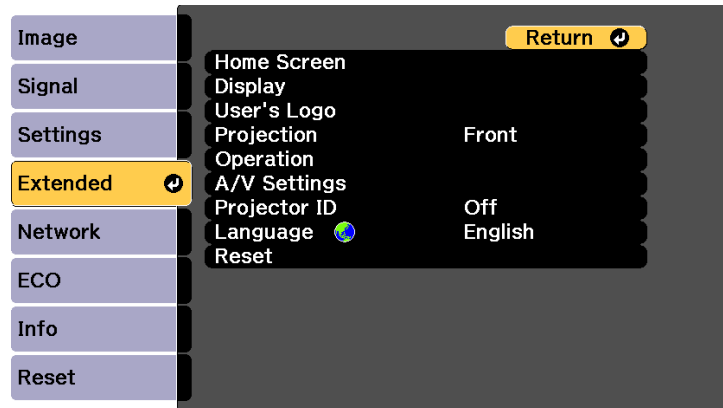 Image
Signal
Settings
Extended
Network
ECO
Info
Reset
Return
Home Screen
Display
User's Logo
Projection Front
Operation
A/V Settings
Projector ID Off
Language English
Reset